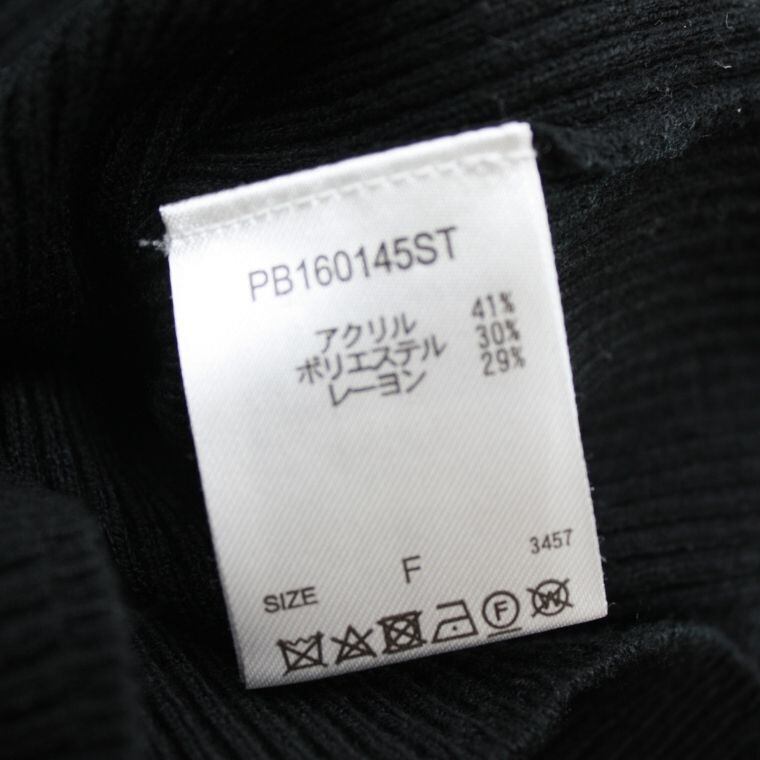 PB160145ST
アクリル 41%
ポリエステル 30%
レーヨン 29%
3457
SIZE F
F W